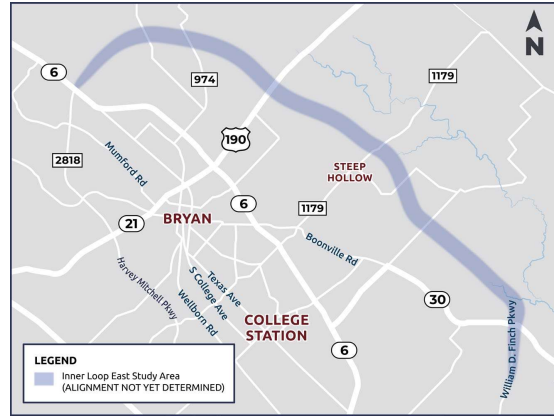 N
6
974
1179
190
2818
Mumford Rd
STEEP
HOLLOW
6
1179
21
BRYAN
Boonville Rd
Harvey Mitchell Pkwy
Texas Ave
S College Ave
Wellborn Rd
30
COLLEGE
STATION
6
William D. Finch Pkwy
LEGEND
Inner Loop East Study Area
(ALIGNMENT NOT YET DETERMINED)